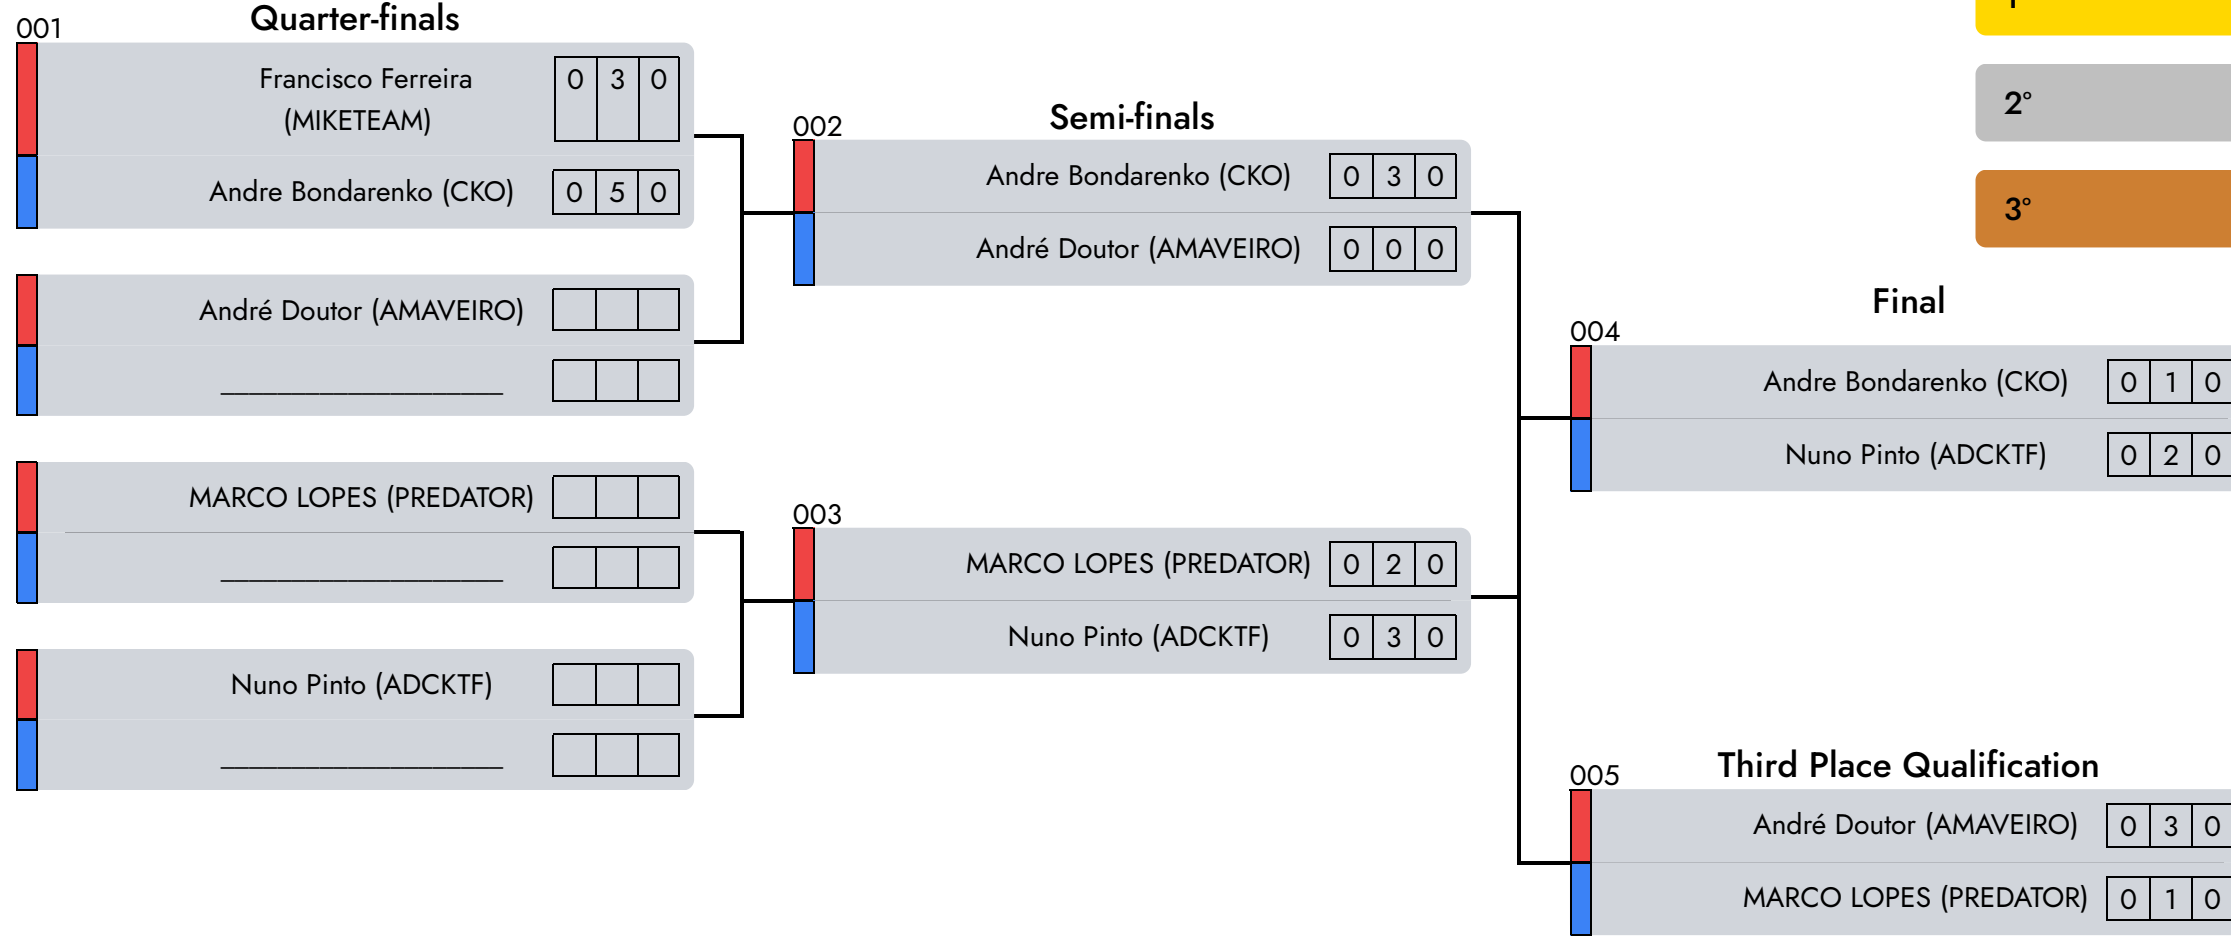 Quarter-finals
001
Francisco Ferreira
(MIKETEAM)
0 3 0
Andre Bondarenko (CKO) 0 5 0
André Doutor (AMAVEIRO)
____________________
MARCO LOPES (PREDATOR)
____________________
Nuno Pinto (ADCKTF)
____________________
Semi-finals
002
Andre Bondarenko (CKO) 0 3 0
André Doutor (AMAVEIRO) 0 0 0
003
MARCO LOPES (PREDATOR) 0 2 0
Nuno Pinto (ADCKTF) 0 3 0
2°
3°
Final
004
Andre Bondarenko (CKO) 0 1 0
Nuno Pinto (ADCKTF) 0 2 0
Third Place Qualification
005
André Doutor (AMAVEIRO) 0 3 0
MARCO LOPES (PREDATOR) 0 1 0